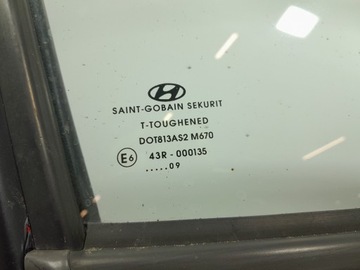 SAINT-GOBAIN SEKURIT
T-TOUGHENED
DOT813AS2 M670
E6 43R-000135
.....09